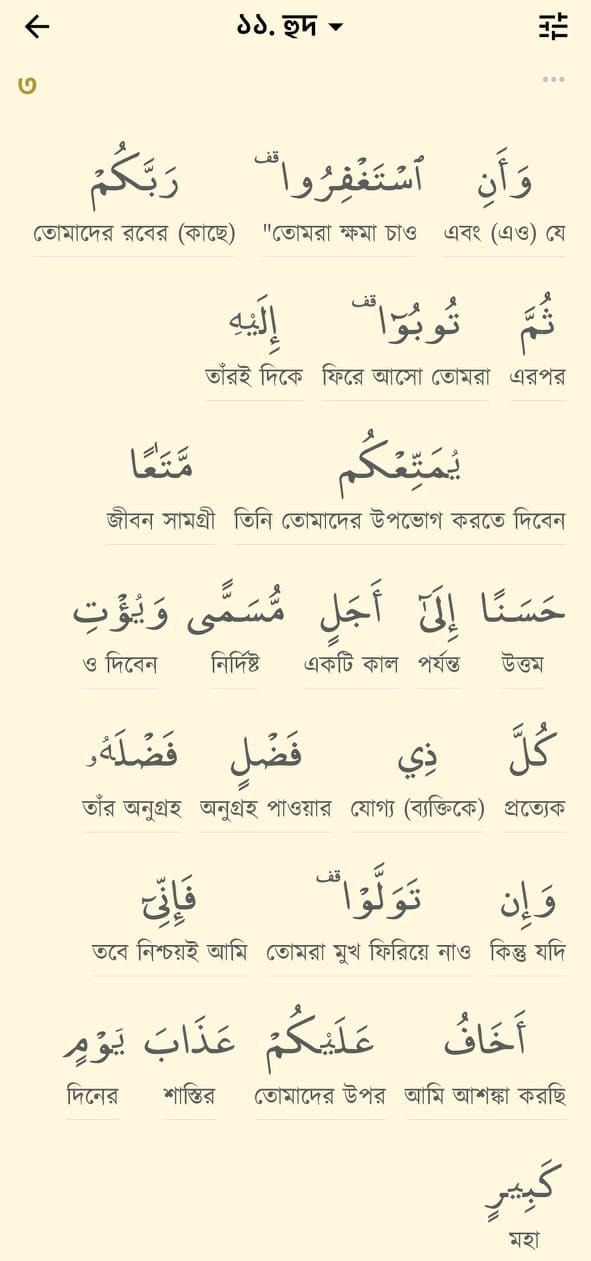 ১১. হুদ
৩
وَأَنِ ٱسْتَغْفِرُوا۟ قف رَبَّكُمْ
এবং (এও) যে "তোমরা ক্ষমা চাও তোমাদের রবের (কাছে)
ثُمَّ تُوبُوٓا۟ قف إِلَيْهِ
এরপর ফিরে আসো তোমরা তাঁরই দিকে
يُمَتِّعْكُم مَّتَـٰعًا
তিনি তোমাদের উপভোগ করতে দিবেন জীবন সামগ্রী
حَسَنًا إِلَىٰٓ أَجَلٍ مُّسَمًّى وَيُؤْتِ
উত্তম পর্যন্ত একটি কাল নির্দিষ্ট ও দিবেন
كُلَّ ذِي فَضْلٍ فَضْلَهُۥ
প্রত্যেক যোগ্য (ব্যক্তিকে) অনুগ্রহ পাওয়ার তাঁর অনুগ্রহ
وَإِن تَوَلَّوْا۟ قف فَإِنِّىٓ
কিন্তু যদি তোমরা মুখ ফিরিয়ে নাও তবে নিশ্চয়ই আমি
أَخَافُ عَلَيْكُمْ عَذَابَ يَوْمٍ
আমি আশঙ্কা করছি তোমাদের উপর শাস্তির দিনের
كَبِيرٍ
মহা